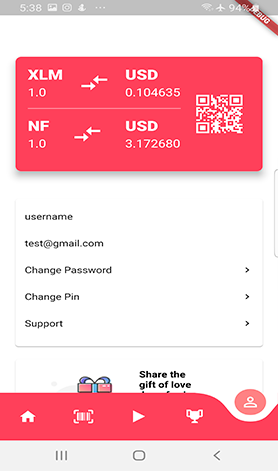 5:38
94%
DEBUG
XLM USD
1.0 0.104635
NF USD
1.0 3.172680
username
test@gmail.com
Change Password
Change Pin
Support
Share the
gift of love